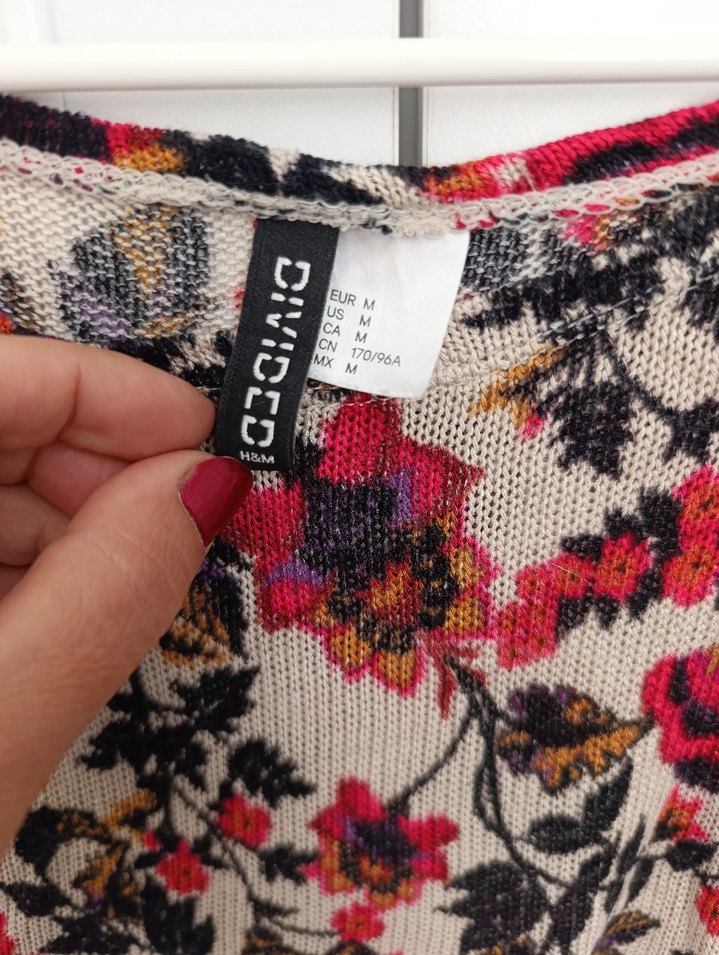 DIVIDED
H&M
EUR M
US M
CA M
CN 170/96A
MX M